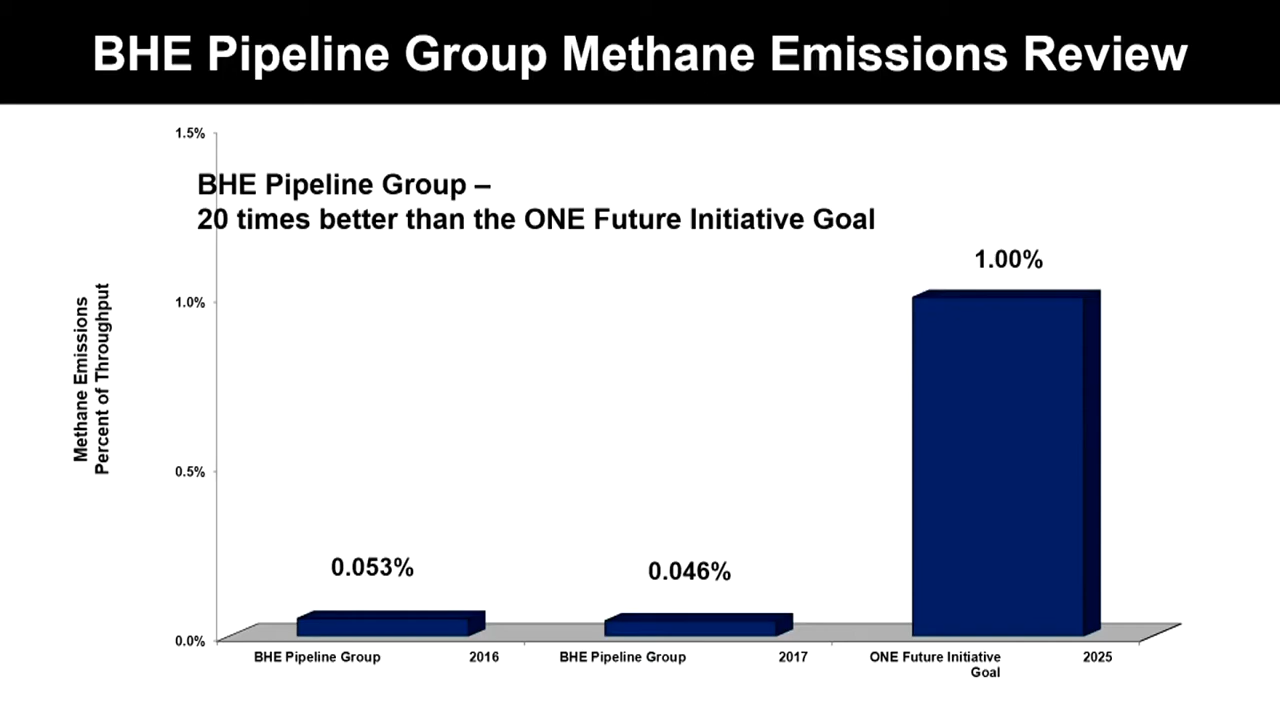 BHE Pipeline Group Methane Emissions Review
1.5%
BHE Pipeline Group –
20 times better than the ONE Future Initiative Goal
1.00%
1.0%
Methane Emissions
Percent of Throughput
0.5%
0.053%
0.046%
0.0%
BHE Pipeline Group 2016 BHE Pipeline Group 2017 ONE Future Initiative 2025
Goal